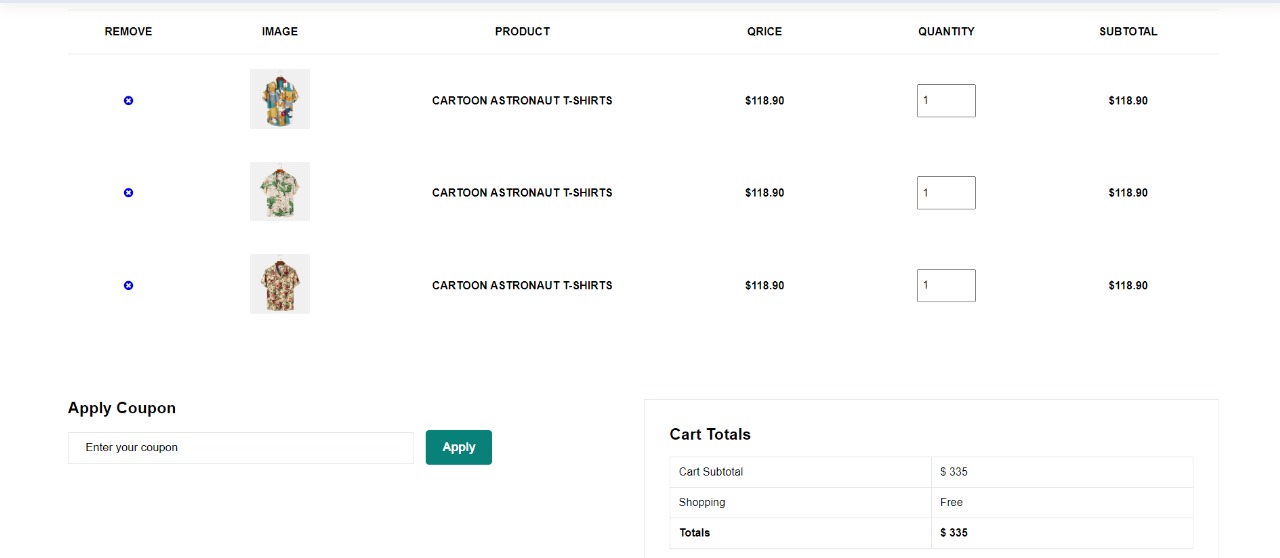 REMOVE IMAGE PRODUCT QRICE QUANTITY SUBTOTAL
CARTOON ASTRONAUT T-SHIRTS $118.90 1 $118.90
CARTOON ASTRONAUT T-SHIRTS $118.90 1 $118.90
CARTOON ASTRONAUT T-SHIRTS $118.90 1 $118.90
Apply Coupon
Enter your coupon Apply
Cart Totals
Cart Subtotal $ 335
Shopping Free
Totals $ 335